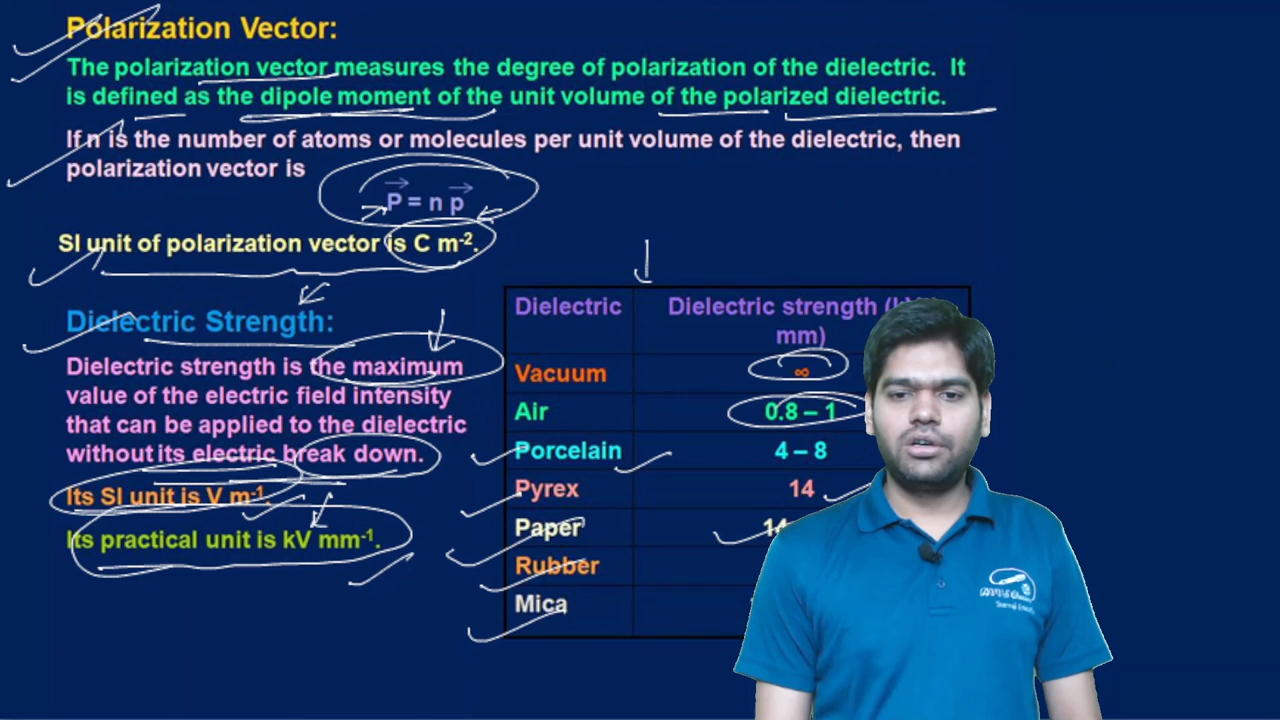 Polarization Vector:
The polarization vector measures the degree of polarization of the dielectric. It
is defined as the dipole moment of the unit volume of the polarized dielectric.
If n is the number of atoms or molecules per unit volume of the dielectric, then
polarization vector is
P = n p
SI unit of polarization vector is C m-2.
Dielectric Strength:
Dielectric strength is the maximum
value of the electric field intensity
that can be applied to the dielectric
without its electric break down.
Its SI unit is V m-1.
Its practical unit is kV mm-1.
Dielectric Dielectric strength
mm)
Vacuum ∞
Air 0.8 – 1
Porcelain 4 – 8
Pyrex 14
Paper
Rubber
Mica